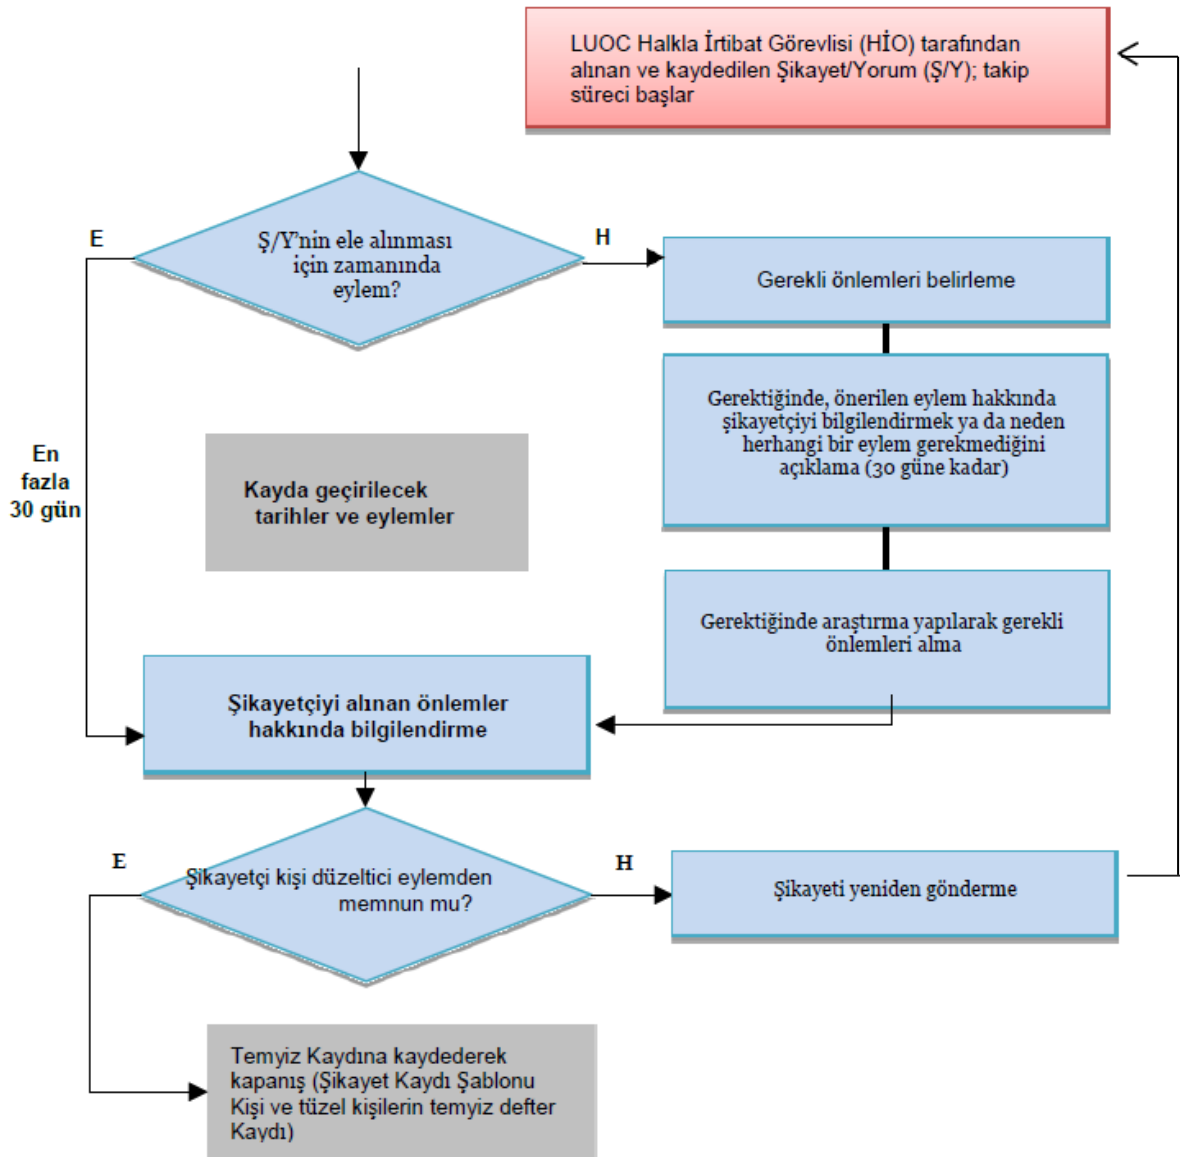 LUOC Halkla İrtibat Görevlisi (HİO) tarafından
alınan ve kaydedilen Şikayet/Yorum (Ş/Y); takip
süreci başlar
E
Ş/Y’nin ele alınması
için zamanında
eylem?
H
Gerekli önlemleri belirleme
Gerektiğinde, önerilen eylem hakkında
şikayetçiyi bilgilendirmek ya da neden
herhangi bir eylem gerekmediğini
açıklama (30 güne kadar)
En
fazla
30 gün
Kayda geçirilecek
tarihler ve eylemler
Gerektiğinde araştırma yapılarak gerekli
önlemleri alma
Şikayetçiyi alınan önlemler
hakkında bilgilendirme
E
Şikayetçi kişi düzeltici eylemden
memnun mu?
H
Şikayeti yeniden gönderme
Temyiz Kaydına kaydederek
kapanış (Şikayet Kaydı Şablonu
Kişi ve tüzel kişilerin temyiz defter
Kaydı)